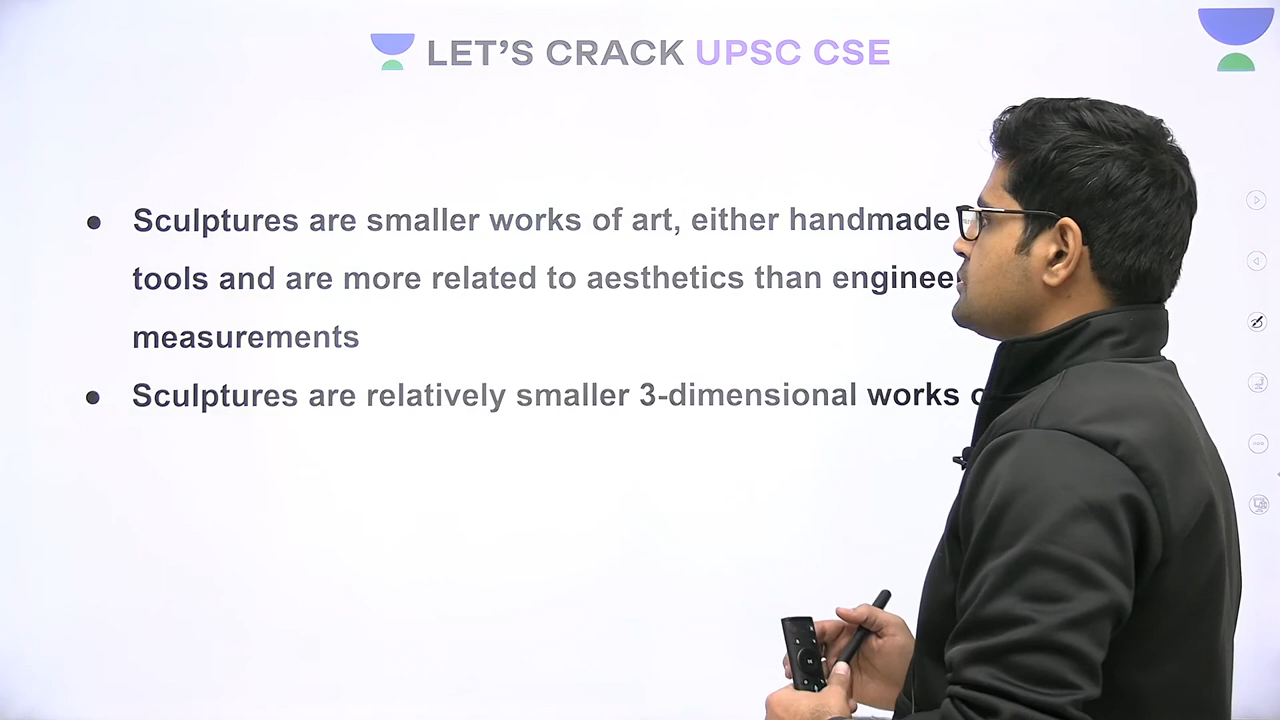 LET'S CRACK UPSC CSE
Sculptures are smaller works of art, either handmade
tools and are more related to aesthetics than
measurements
Sculptures are relatively smaller 3-dimensional works